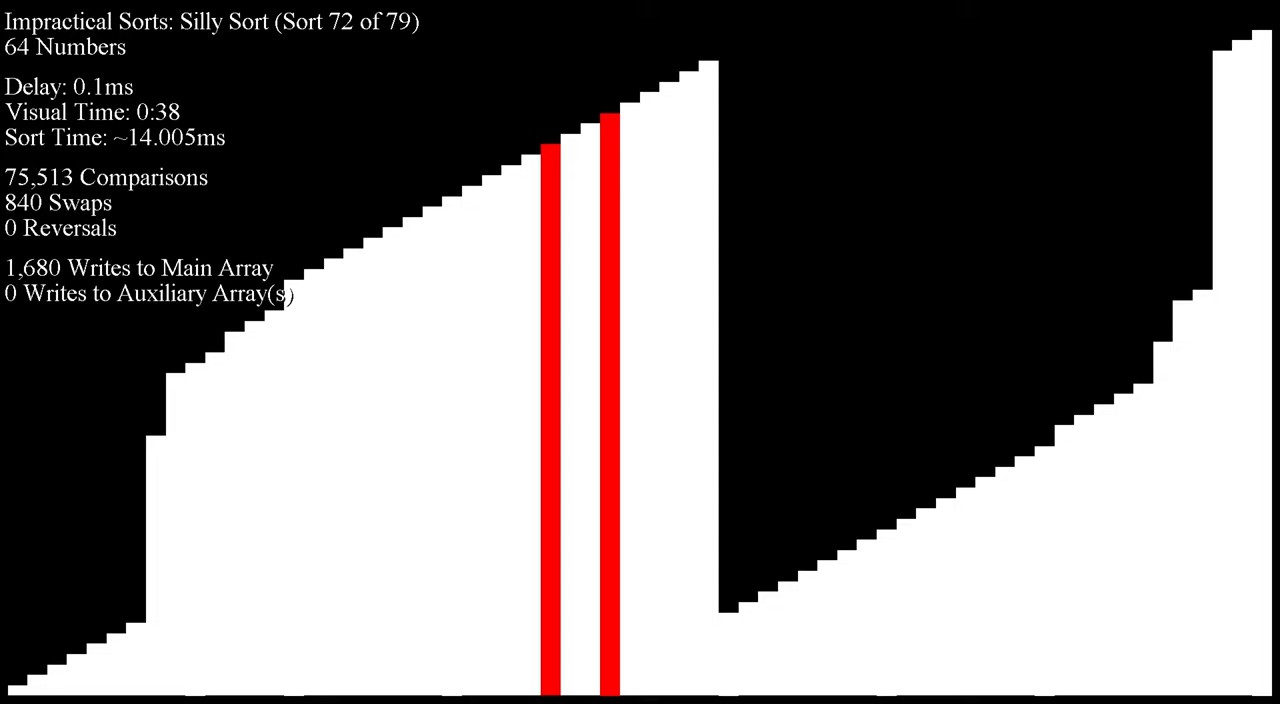 Impractical Sorts: Silly Sort (Sort 72 of 79)
64 Numbers
Delay: 0.1ms
Visual Time: 0:38
Sort Time: ~14.005ms
75,513 Comparisons
840 Swaps
0 Reversals
1,680 Writes to Main Array
0 Writes to Auxiliary Array(s)